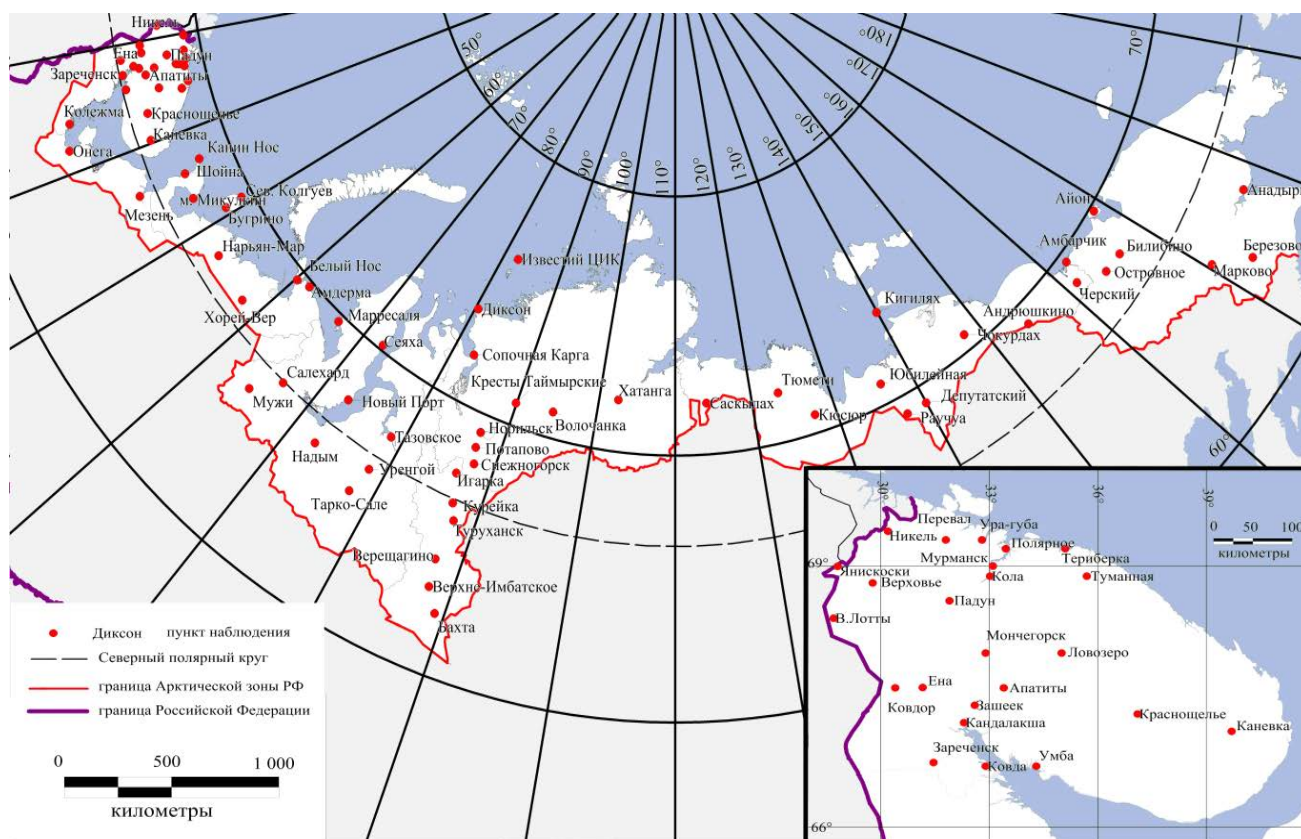 Никель
Ена
Падун
Зареченск
Апатиты
Колежма
Краснощелье
Каневка
Онега
Канин Нос
Шойна
Сев. Колгуев
м. Микулкин
Мезень
Бугрино
Нарьян-Мар
Белый Нос
Амдерма
Хорей-Вер
Марресаля
Сеяха
Известий ЦИК
Диксон
Сопочная Карга
Кресты Таймырские
Хатанга
Салехард
Мужи
Новый Порт
Волочанка
Норильск
Тазовское
Потапово
Надым
Снежногорск
Уренгой
Игарка
Тарко-Сале
Курейка
Туруханск
Верещагино
Верхне-Имбатское
Бахта
Саскылах
Тюмети
Кюсюр
Кигилях
Юбилейная
Депутатский
Раучуа
Чокурдах
Андрюшкино
Айон
Амбарчик
Билибино
Островное
Черский
Анадырь
Березово
Марково
50°
60°
70°
80°
90°
100°
110°
120°
130°
140°
150°
160°
170°
180°
70°
60°
Диксон пункт наблюдения
Северный полярный круг
граница Арктической зоны РФ
граница Российской Федерации
0 500 1 000
километры
30°
33°
36°
39°
0 50 100
километры
Перевал
Ура-губа
Никель
Полярное
Мурманск
Териберка
69°
Янискоски
Кола
Туманная
Верховье
Падун
В.Лотты
Мончегорск
Ловозеро
Ена
Апатиты
Ковдор
Зашеек
Краснощелье
Кандалакша
Каневка
Зареченск
Умба
Ковда
66°